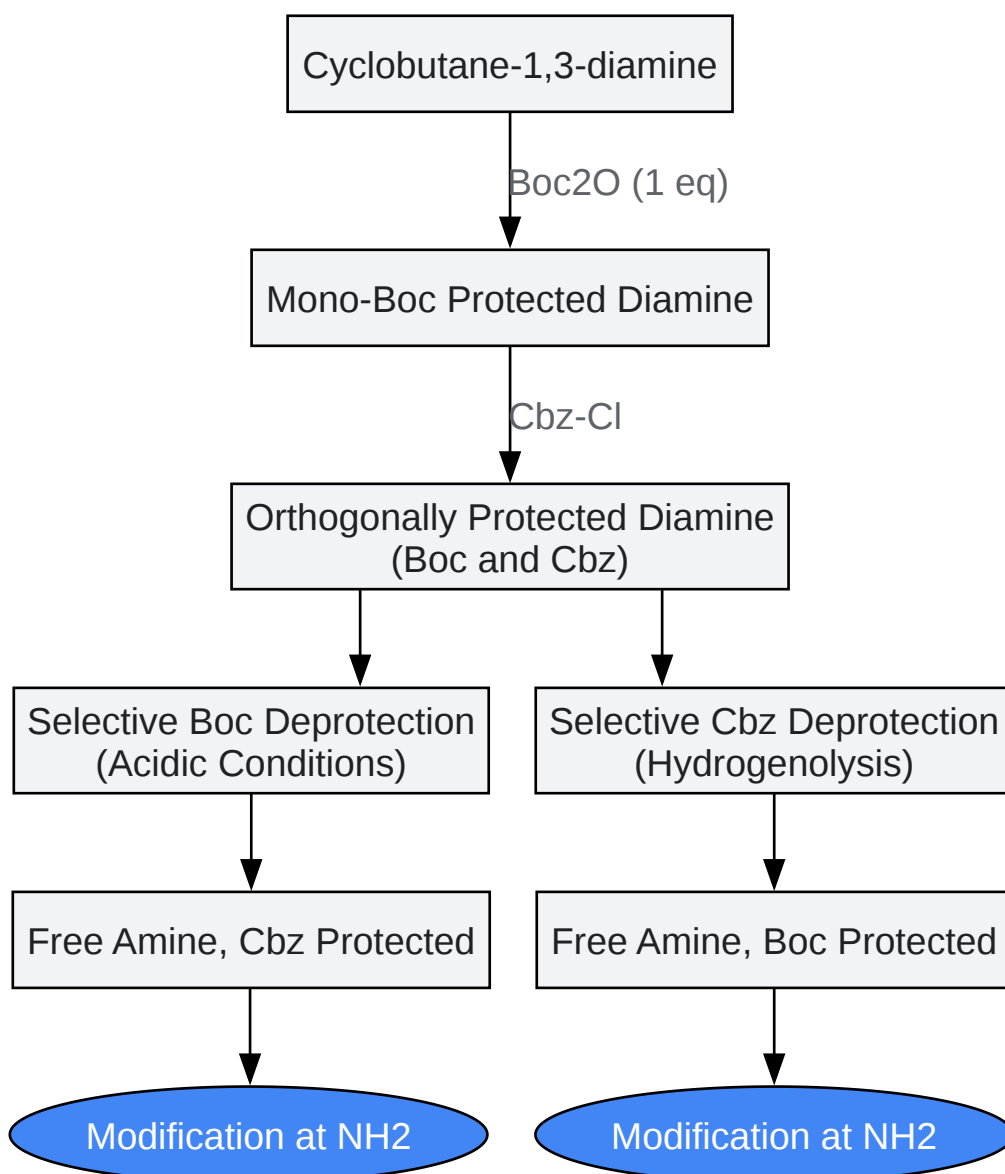 Cyclobutane-1,3-diamine
Boc2O (1 eq)
Mono-Boc Protected Diamine
Cbz-Cl
Orthogonally Protected Diamine
(Boc and Cbz)
Selective Boc Deprotection
(Acidic Conditions)
Selective Cbz Deprotection
(Hydrogenolysis)
Free Amine, Cbz Protected
Free Amine, Boc Protected
Modification at NH2
Modification at NH2